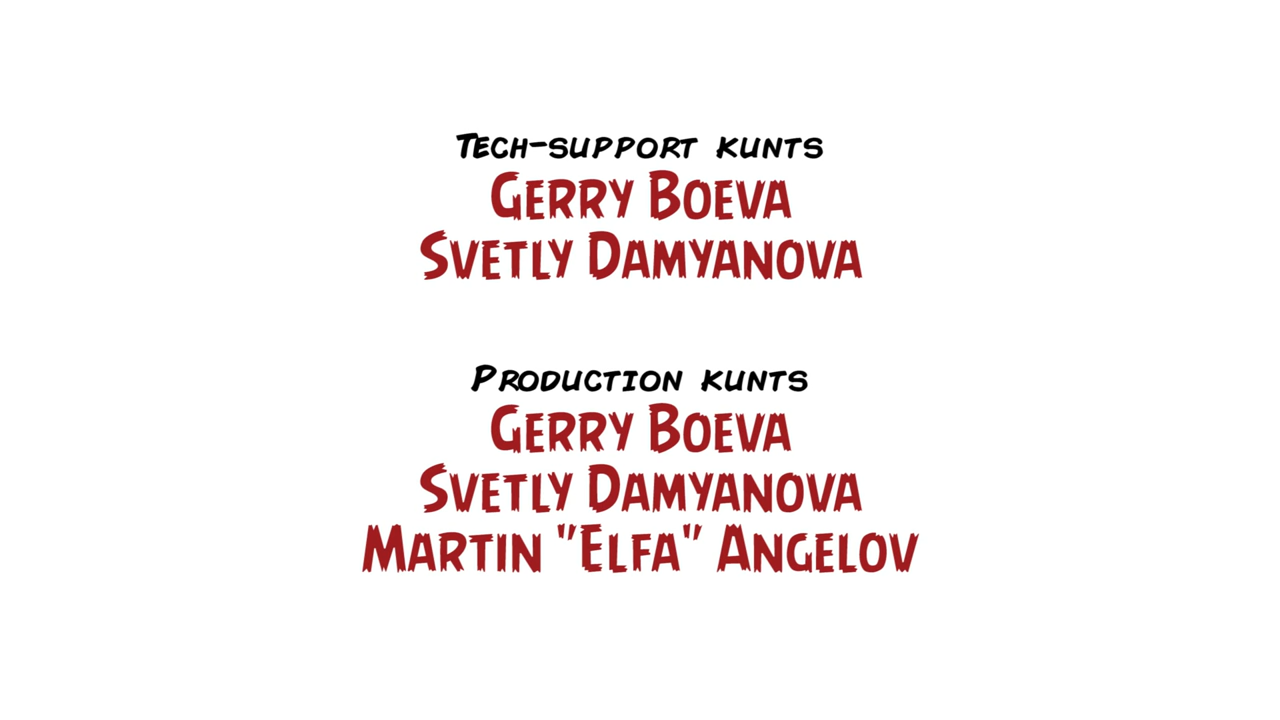 Tech-support kunts
Gerry Boeva
Svetly Damyanova
Production kunts
Gerry Boeva
Svetly Damyanova
Martin "Elfa" Angelov